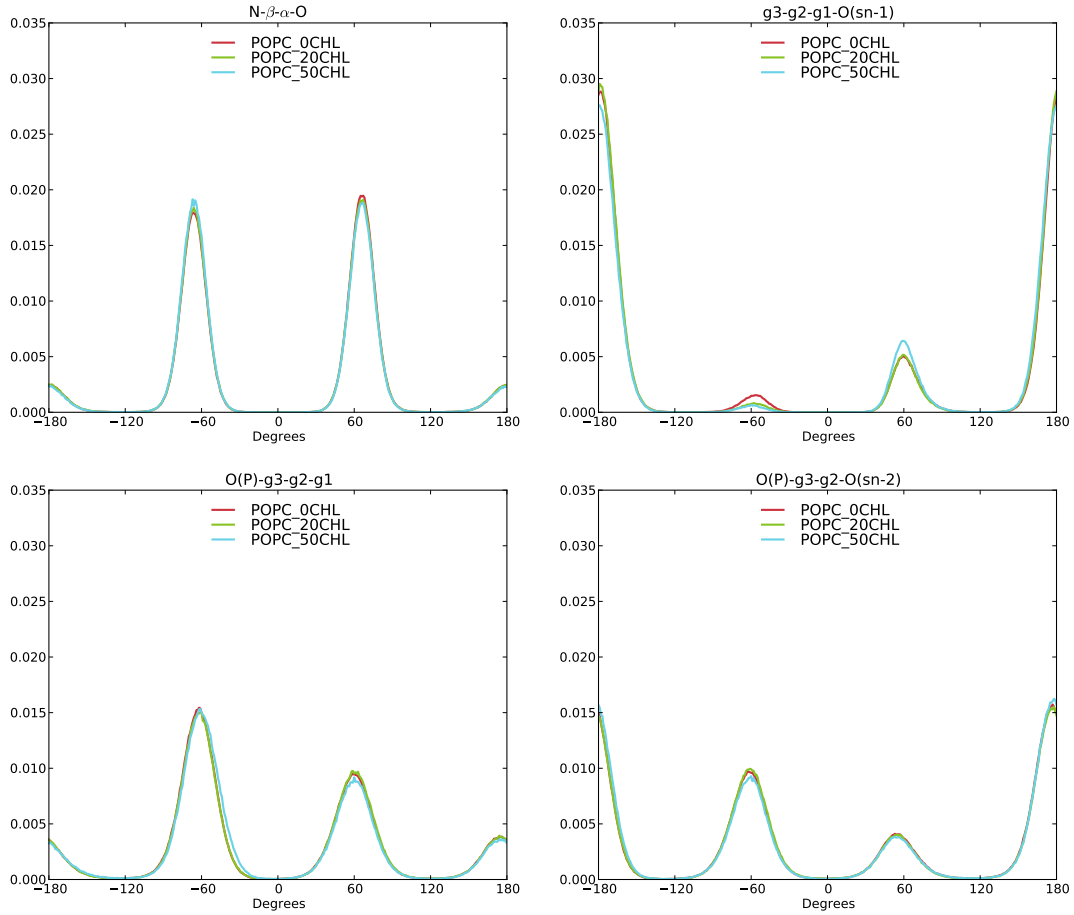 N-β-α-O
POPC_0CHL
POPC_20CHL
POPC_50CHL
0.035
0.030
0.025
0.020
0.015
0.010
0.005
0.000
−180 −120 −60 0 60 120 180
Degrees
g3-g2-g1-O(sn-1)
POPC_0CHL
POPC_20CHL
POPC_50CHL
0.035
0.030
0.025
0.020
0.015
0.010
0.005
0.000
−180 −120 −60 0 60 120 180
Degrees
O(P)-g3-g2-g1
POPC_0CHL
POPC_20CHL
POPC_50CHL
0.035
0.030
0.025
0.020
0.015
0.010
0.005
0.000
−180 −120 −60 0 60 120 180
Degrees
O(P)-g3-g2-O(sn-2)
POPC_0CHL
POPC_20CHL
POPC_50CHL
0.035
0.030
0.025
0.020
0.015
0.010
0.005
0.000
−180 −120 −60 0 60 120 180
Degrees